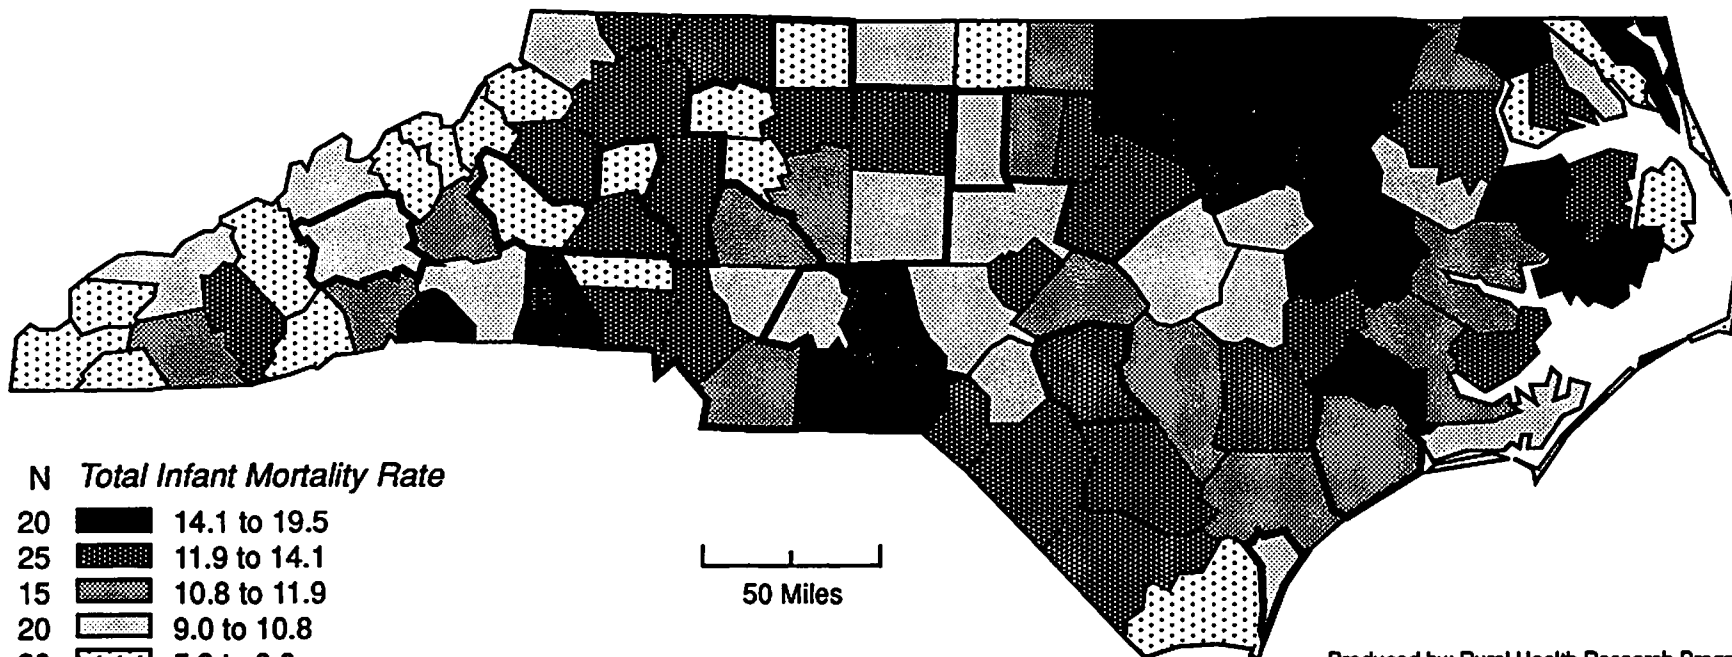 N Total Infant Mortality Rate
20 14.1 to 19.5
25 11.9 to 14.1
15 10.8 to 11.9
20 9.0 to 10.8
50 Miles